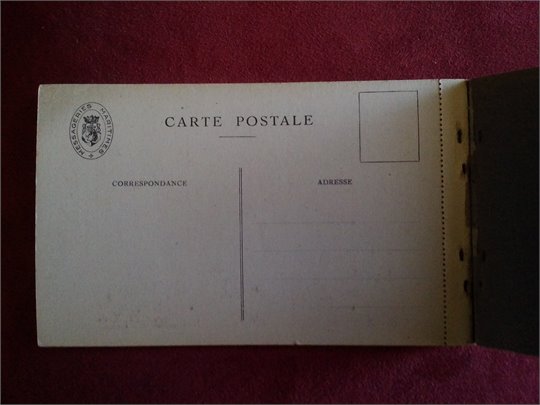 MESSAGERIES MARITIMES
CARTE POSTALE
CORRESPONDANCE
ADRESSE